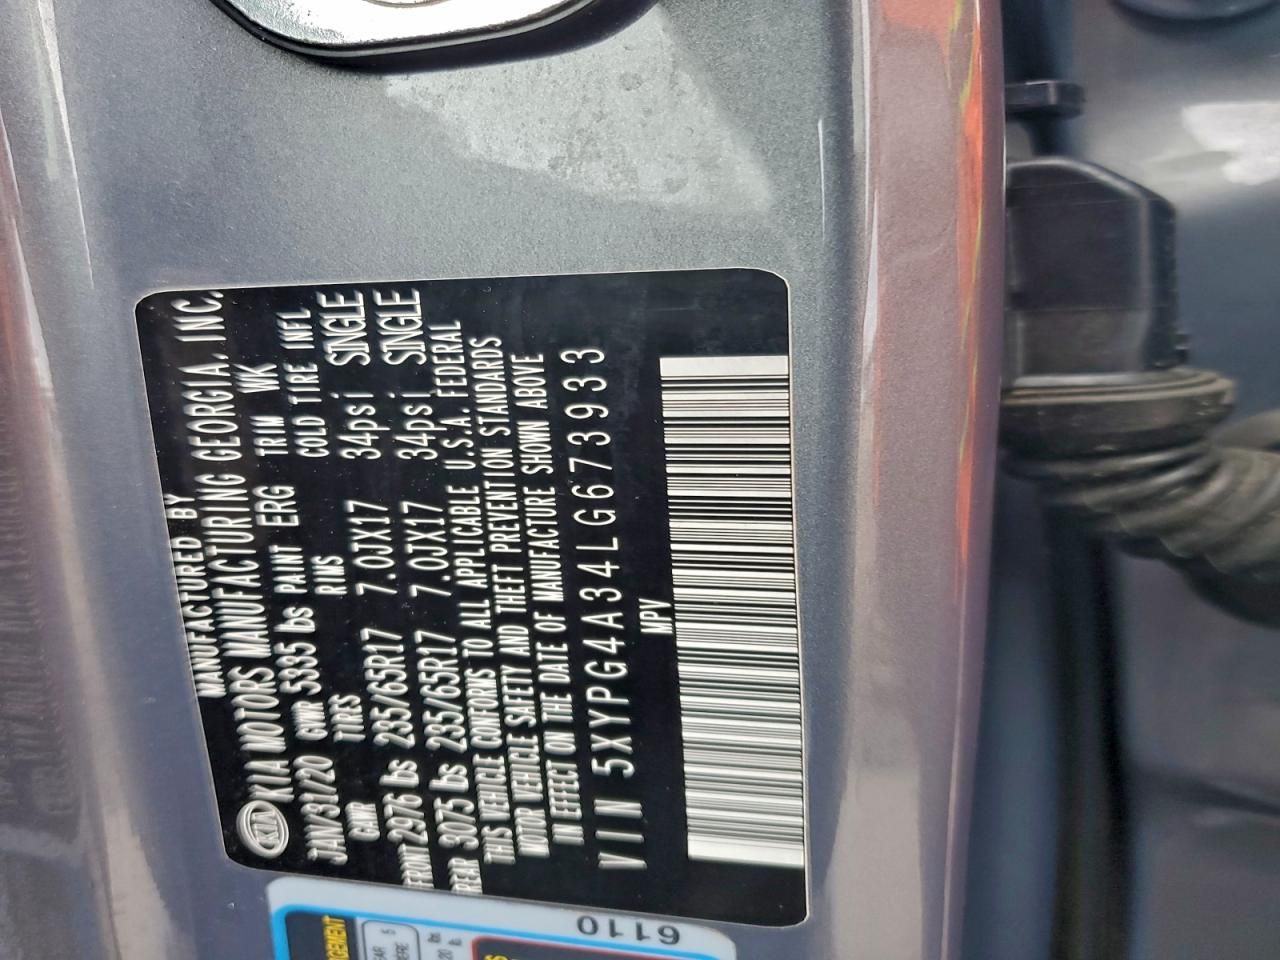 MANUFACTURED BY
KIA KIA MOTORS MANUFACTURING GEORGIA, INC.
JAN/31/20 GVWR 5335 lbs PAINT ERG TRIM WK
GAWR TIRES RIMS COLD TIRE INFL
FRONT 2976 lbs 235/65R17 7.0JX17 34psi SINGLE
REAR 3075 lbs 235/65R17 7.0JX17 34psi SINGLE
THIS VEHICLE CONFORMS TO ALL APPLICABLE U.S.A. FEDERAL
MOTOR VEHICLE SAFETY AND THEFT PREVENTION STANDARDS
IN EFFECT ON THE DATE OF MANUFACTURE SHOWN ABOVE
VIN 5XYPG4A34LG673933
MPV
6110